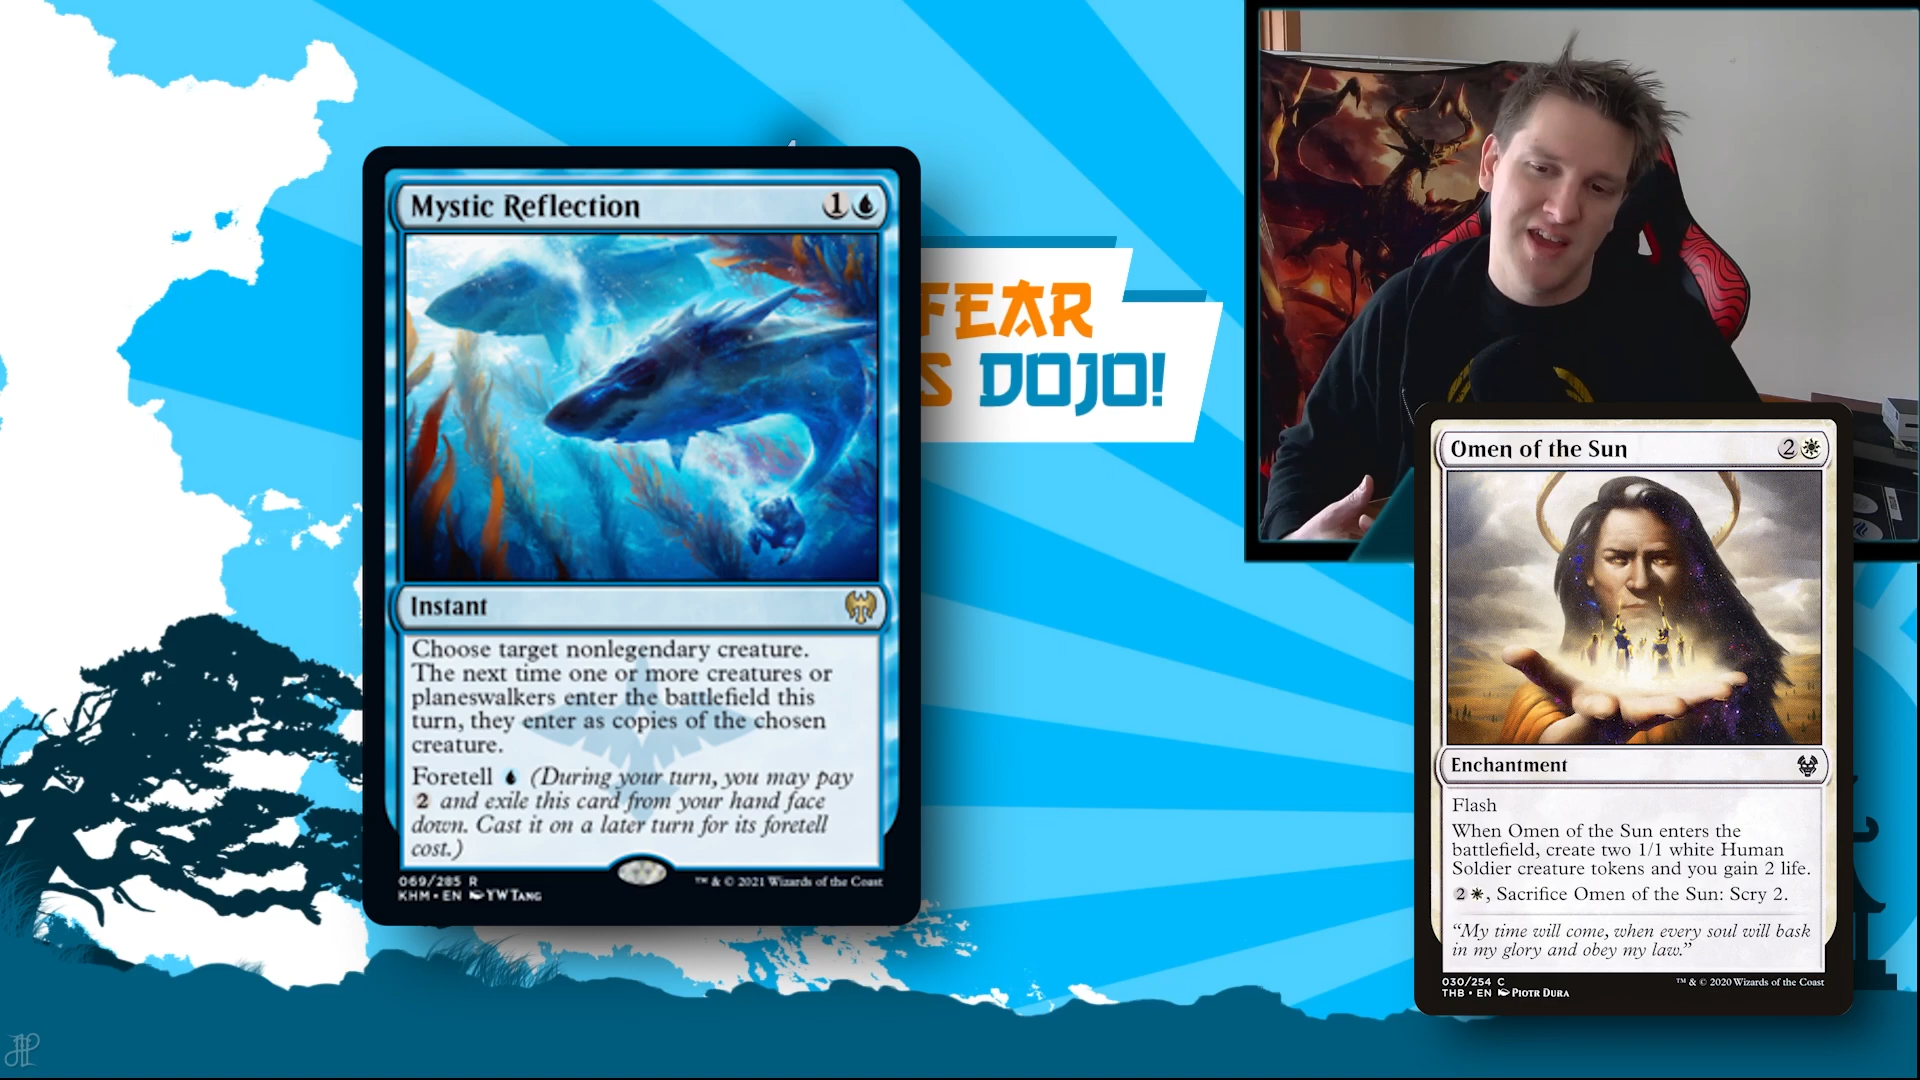 Mystic Reflection
1
Instant
Choose target nonlegendary creature.
The next time one or more creatures or
planeswalkers enter the battlefield this
turn, they enter as copies of the chosen
creature.
Foretell (During your turn, you may pay
2 and exile this card from your hand face
down. Cast it on a later turn for its foretell
cost.)
069/285 R
KHM • EN YW Tang
™ & © 2021 Wizards of the Coast
FEAR
S DOJO!
Omen of the Sun
2
Enchantment
Flash
When Omen of the Sun enters the
battlefield, create two 1/1 white Human
Soldier creature tokens and you gain 2 life.
2, Sacrifice Omen of the Sun: Scry 2.
“My time will come, when every soul will bask
in my glory and obey my law.”
030/254 C
THB • EN Piotr Dura
™ & © 2020 Wizards of the Coast